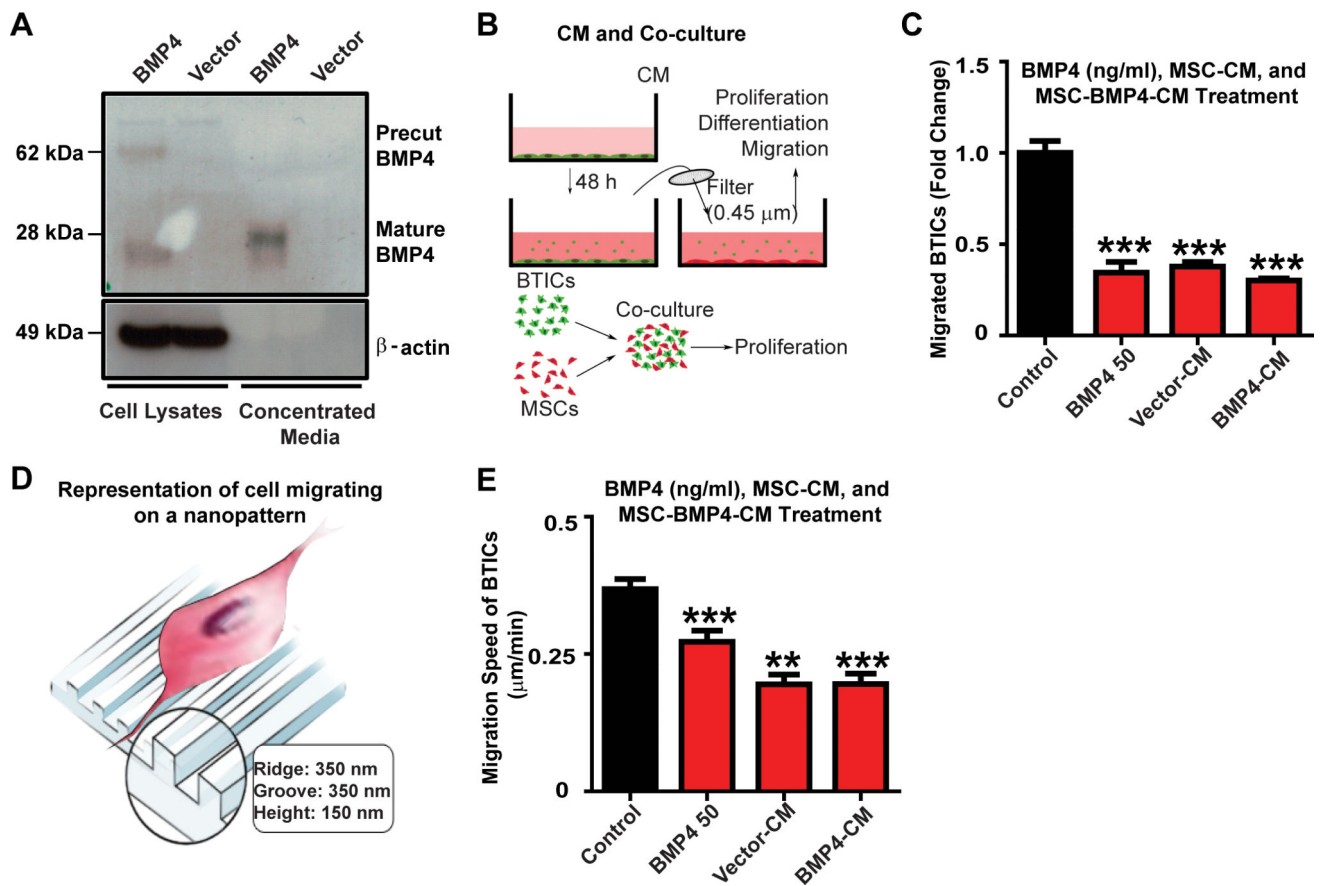 A
BMP4
Vector
BMP4
Vector
62 kDa
Precut
BMP4
28 kDa
Mature
BMP4
49 kDa
β-actin
Cell Lysates
Concentrated
Media
B
CM and Co-culture
CM
Proliferation
Differentiation
Migration
48 h
Filter
(0.45 μm)
BTICs
Co-culture
Proliferation
MSCs
C
BMP4 (ng/ml), MSC-CM, and
MSC-BMP4-CM Treatment
Migrated BTICs (Fold Change)
1.5
1.0
0.5
0
***
***
***
Control
BMP4 50
Vector-CM
BMP4-CM
D
Representation of cell migrating
on a nanopattern
Ridge: 350 nm
Groove: 350 nm
Height: 150 nm
E
BMP4 (ng/ml), MSC-CM, and
MSC-BMP4-CM Treatment
Migration Speed of BTICs
(μm/min)
0.5
0.25
0
***
**
***
Control
BMP4 50
Vector-CM
BMP4-CM